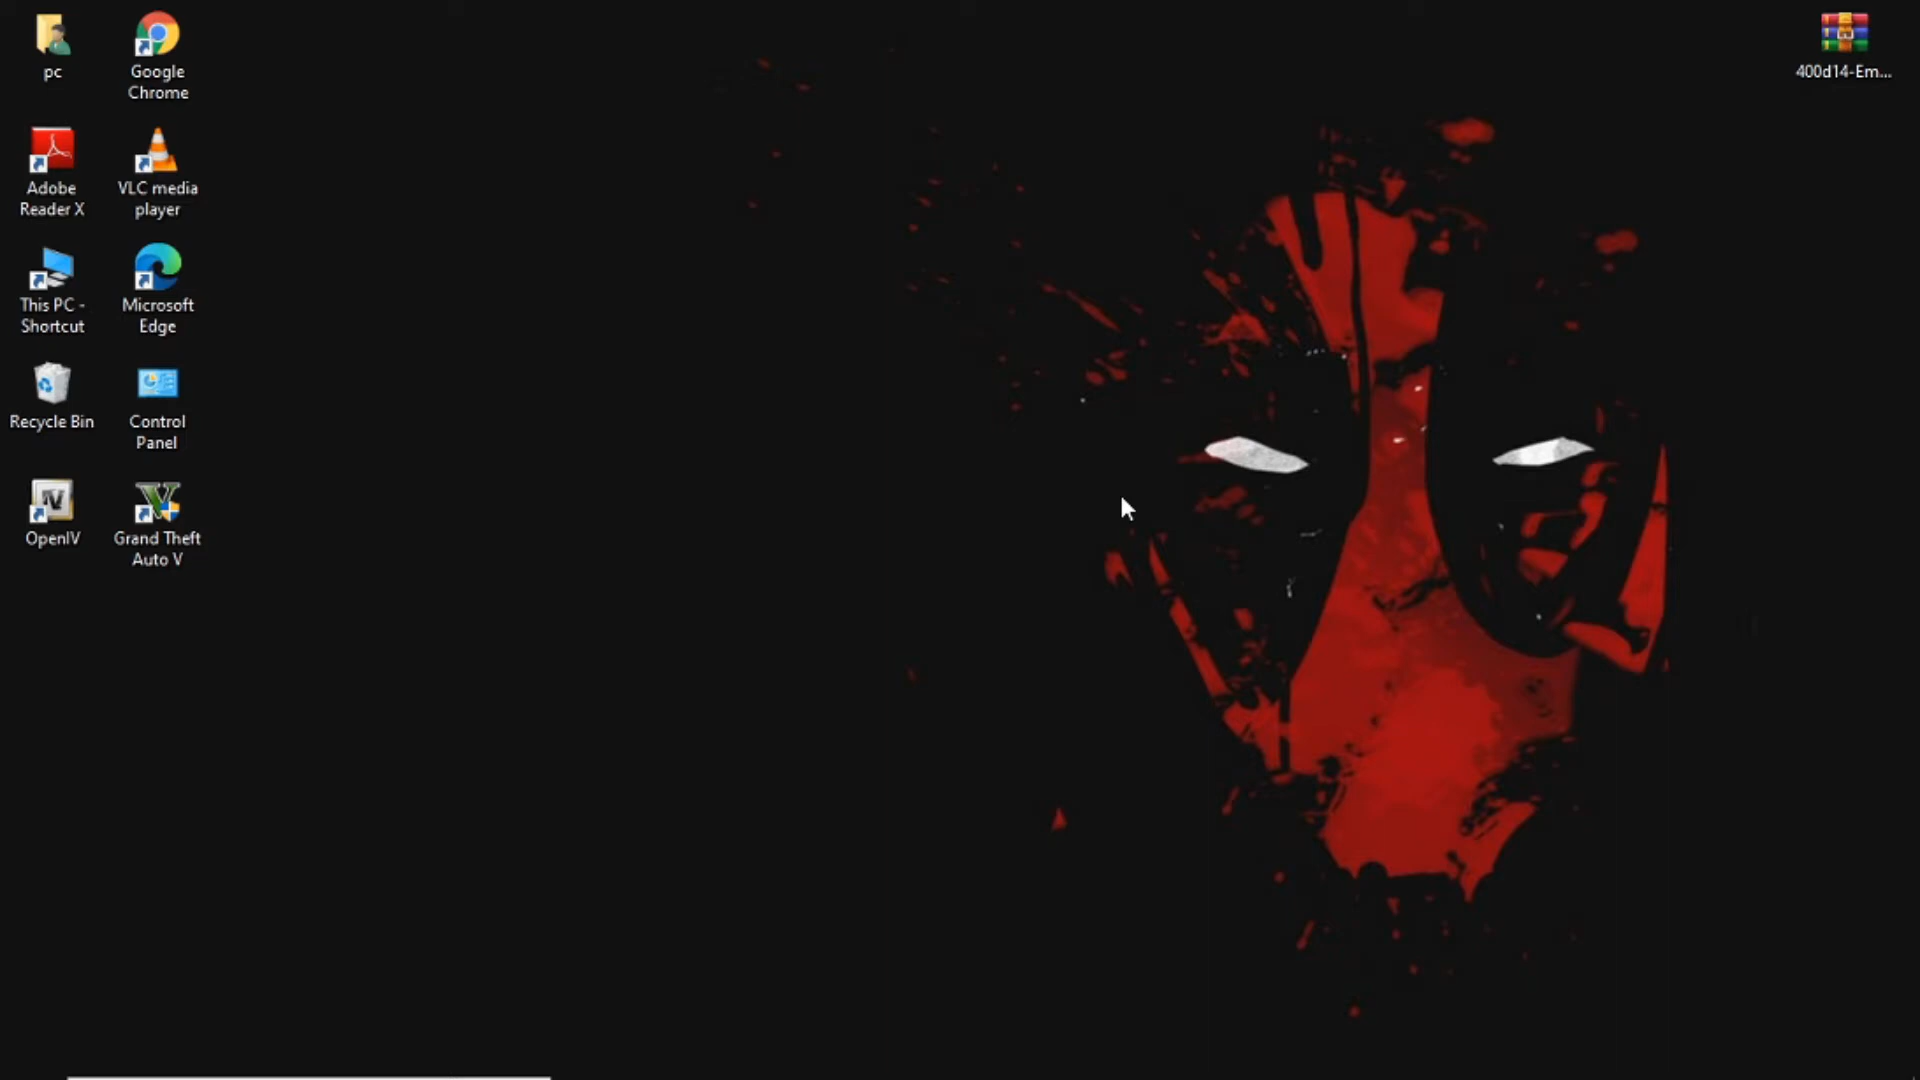 pc
Google
Chrome
Adobe
Reader X
VLC media
player
This PC -
Shortcut
Microsoft
Edge
Recycle Bin
Control
Panel
OpenIV
Grand Theft
Auto V
400d14-Em...